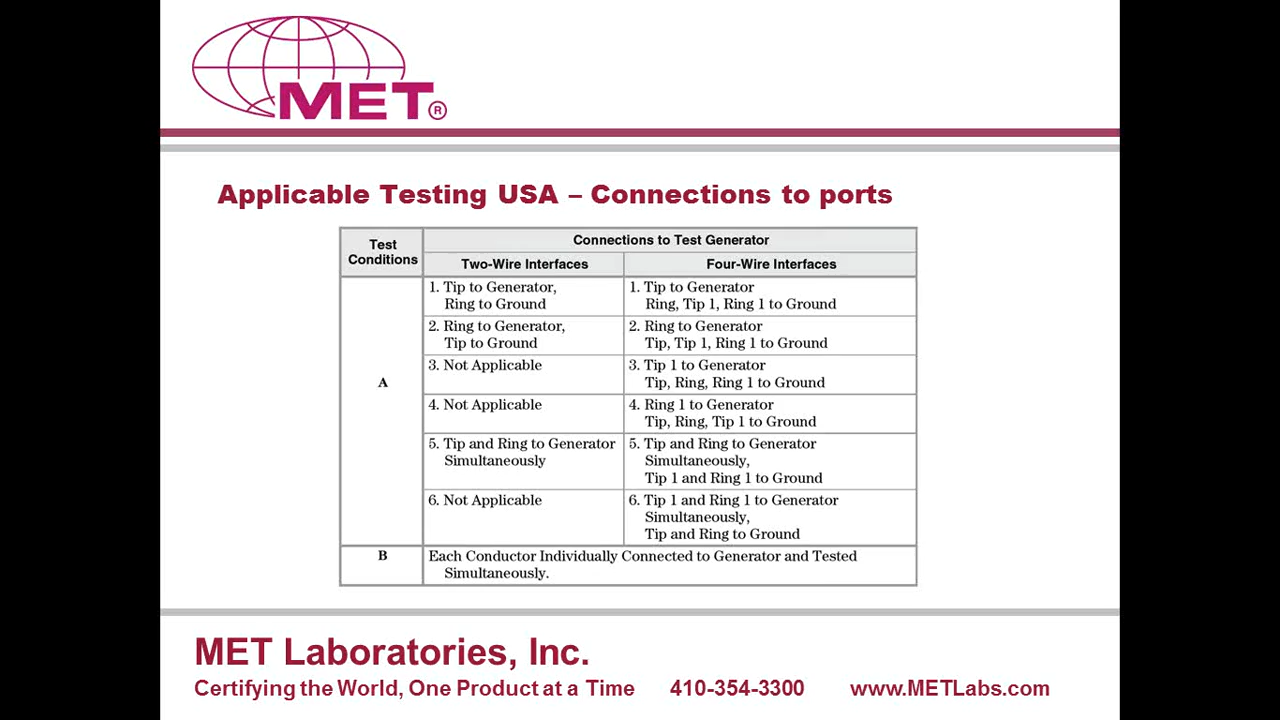 MET®
Applicable Testing USA – Connections to ports
Test Conditions
Connections to Test Generator
Two-Wire Interfaces
Four-Wire Interfaces
A
1. Tip to Generator,
Ring to Ground
1. Tip to Generator
Ring, Tip 1, Ring 1 to Ground
2. Ring to Generator,
Tip to Ground
2. Ring to Generator
Tip, Tip 1, Ring 1 to Ground
3. Not Applicable
3. Tip 1 to Generator
Tip, Ring, Ring 1 to Ground
4. Not Applicable
4. Ring 1 to Generator
Tip, Ring, Tip 1 to Ground
5. Tip and Ring to Generator
Simultaneously
5. Tip and Ring to Generator
Simultaneously,
Tip 1 and Ring 1 to Ground
6. Not Applicable
6. Tip 1 and Ring 1 to Generator
Simultaneously,
Tip and Ring to Ground
B
Each Conductor Individually Connected to Generator and Tested
Simultaneously.
MET Laboratories, Inc.
Certifying the World, One Product at a Time 410-354-3300 www.METLabs.com